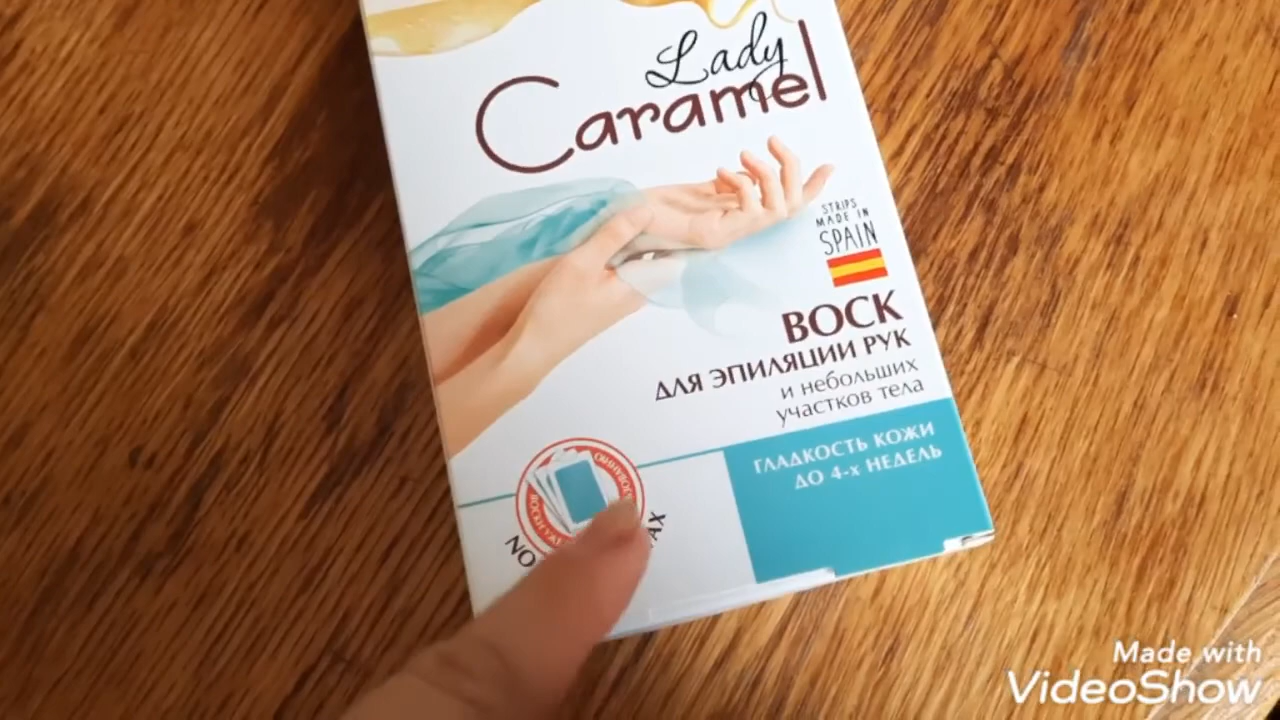 Lady
Caramel
STRIPS
MADE IN
SPAIN
ВОСК
ДЛЯ ЭПИЛЯЦИИ РУК
и небольших
участков тела
ГЛАДКОСТЬ КОЖИ
ДО 4-х НЕДЕЛЬ
NO
Made with
VideoShow